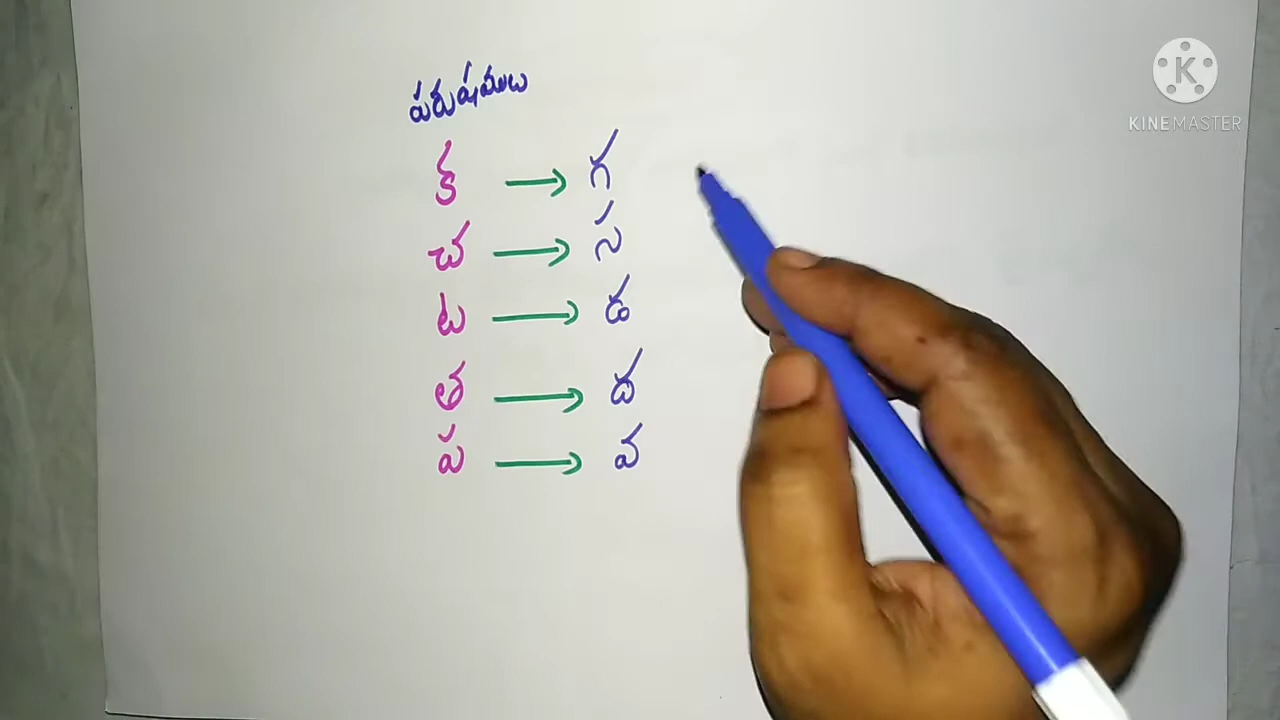 పరుషములు
క → గ
చ → స
ట → డ
త → ద
ప → వ
K
KINEMASTER